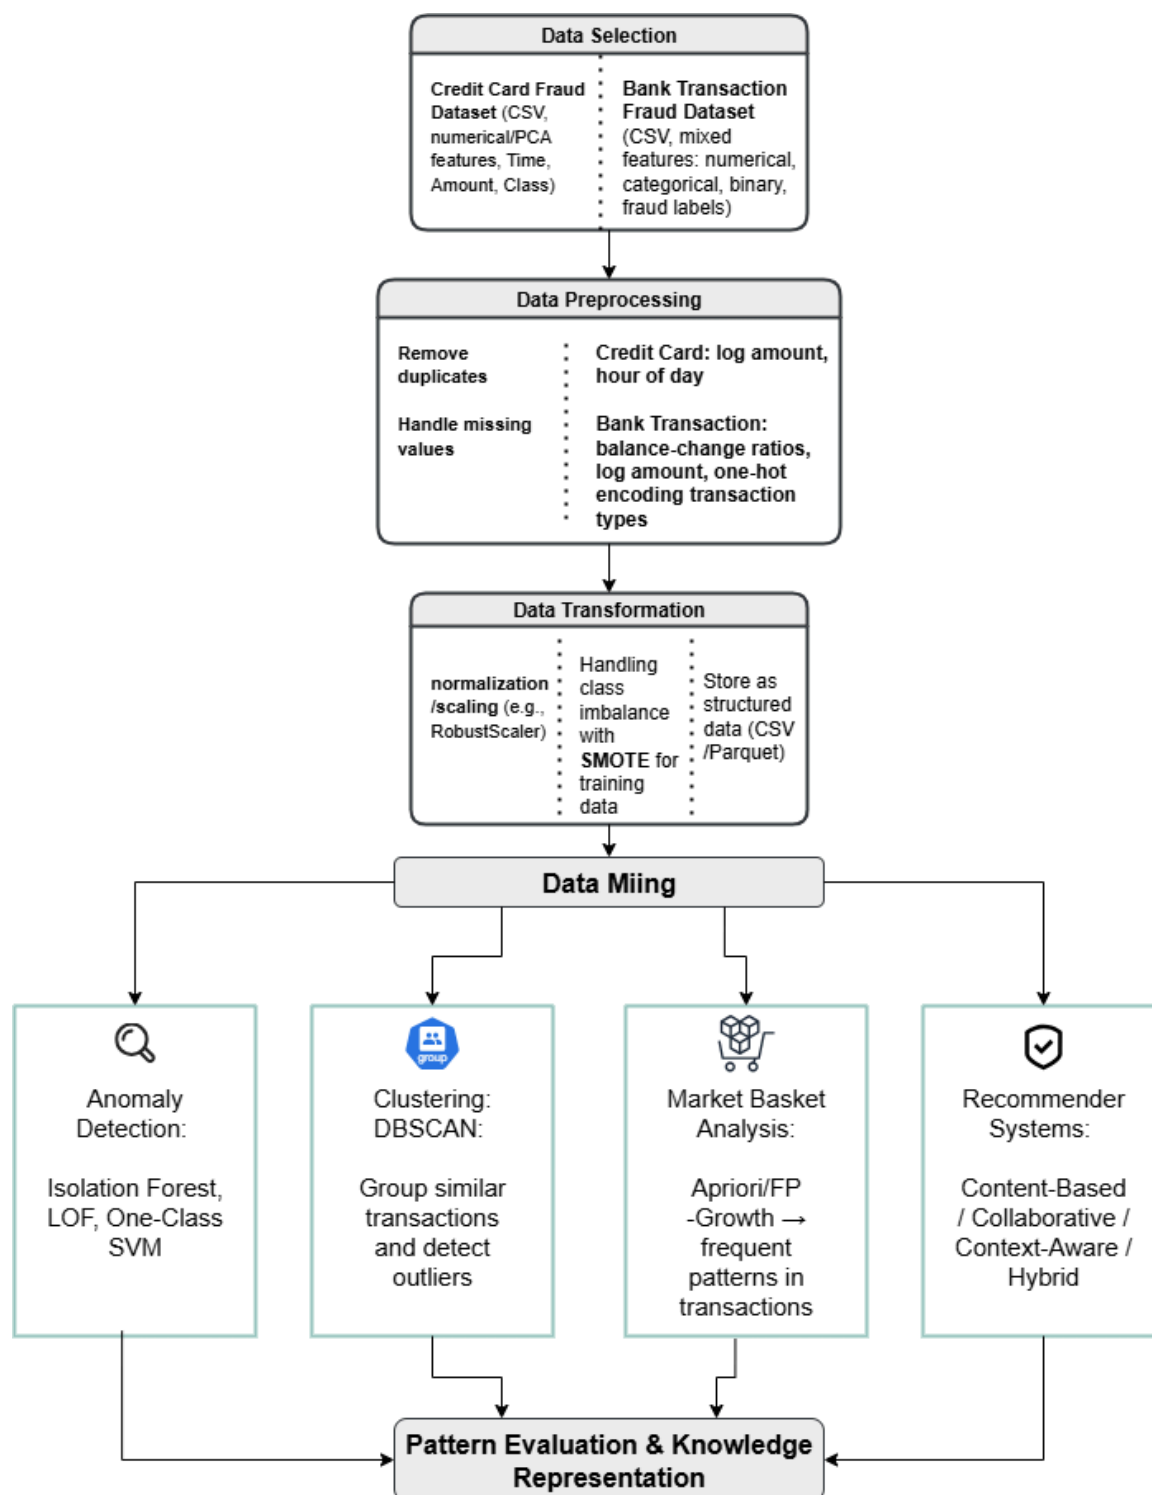 Data Selection
Credit Card Fraud
Dataset (CSV,
numerical/PCA
features, Time,
Amount, Class)
Bank Transaction
Fraud Dataset
(CSV, mixed
features: numerical,
categorical, binary,
fraud labels)
Data Preprocessing
Remove
duplicates
Handle missing
values
Credit Card: log amount,
hour of day
Bank Transaction:
balance-change ratios,
log amount, one-hot
encoding transaction
types
Data Transformation
normalization
/scaling (e.g.,
RobustScaler)
Handling
class
imbalance
with
SMOTE for
training
data
Store as
structured
data (CSV
/Parquet)
Data Miing
Anomaly
Detection:
Isolation Forest,
LOF, One-Class
SVM
group
Clustering:
DBSCAN:
Group similar
transactions
and detect
outliers
Market Basket
Analysis:
Apriori/FP
-Growth →
frequent
patterns in
transactions
Recommender
Systems:
Content-Based
/ Collaborative /
Context-Aware /
Hybrid
Pattern Evaluation & Knowledge
Representation